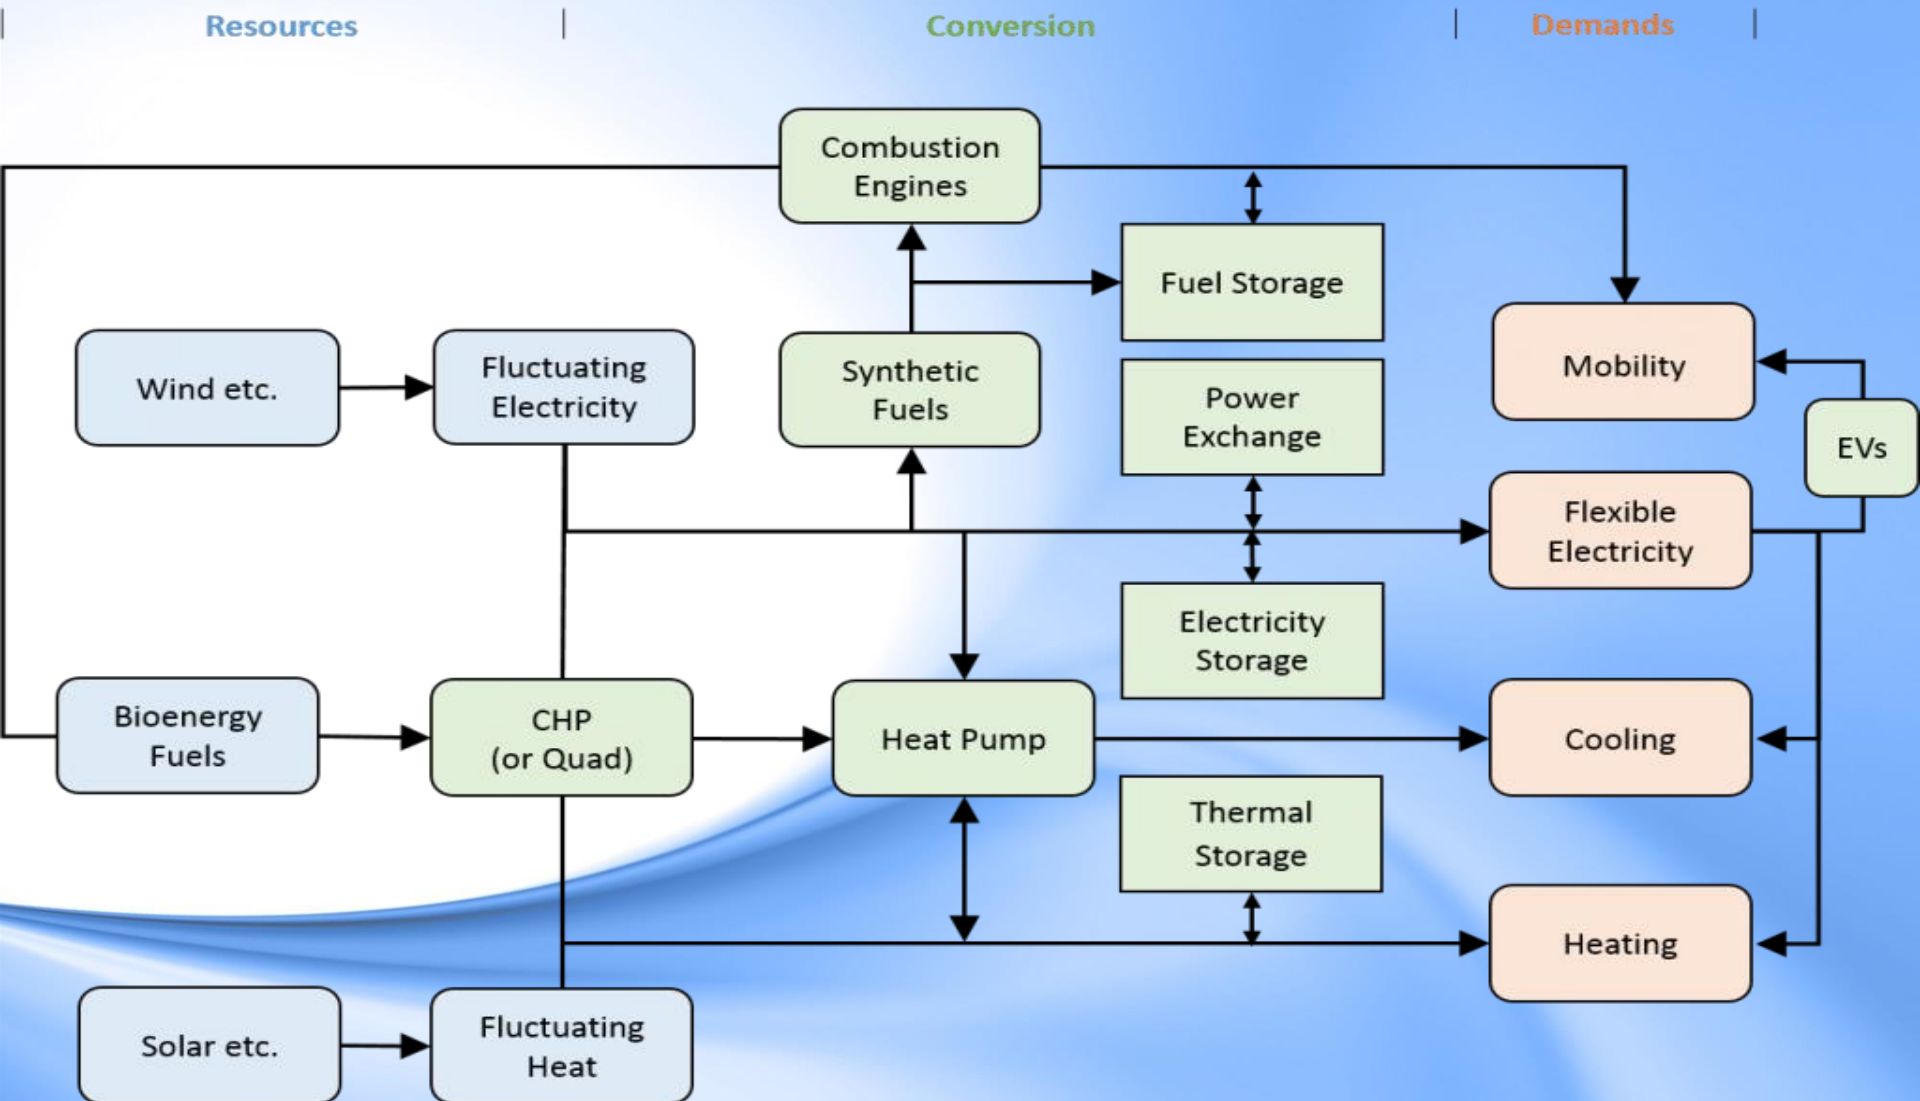 Resources
Conversion
Demands
Combustion
Engines
Fuel Storage
Wind etc.
Fluctuating
Electricity
Synthetic
Fuels
Power
Exchange
Mobility
EVs
Flexible
Electricity
Electricity
Storage
Bioenergy
Fuels
CHP
(or Quad)
Heat Pump
Cooling
Thermal
Storage
Heating
Solar etc.
Fluctuating
Heat